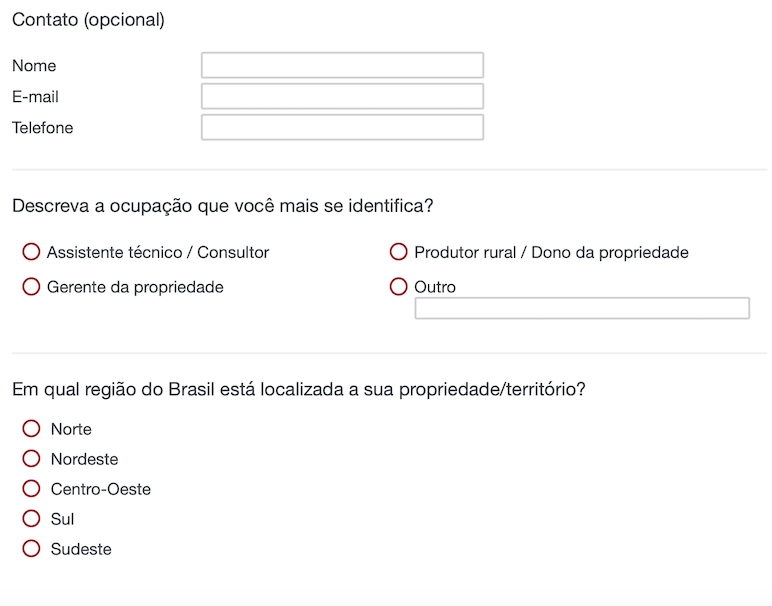 Contato (opcional)
Nome
E-mail
Telefone
Descreva a ocupação que você mais se identifica?
Assistente técnico / Consultor
Produtor rural / Dono da propriedade
Gerente da propriedade
Outro
Em qual região do Brasil está localizada a sua propriedade/território?
Norte
Nordeste
Centro-Oeste
Sul
Sudeste